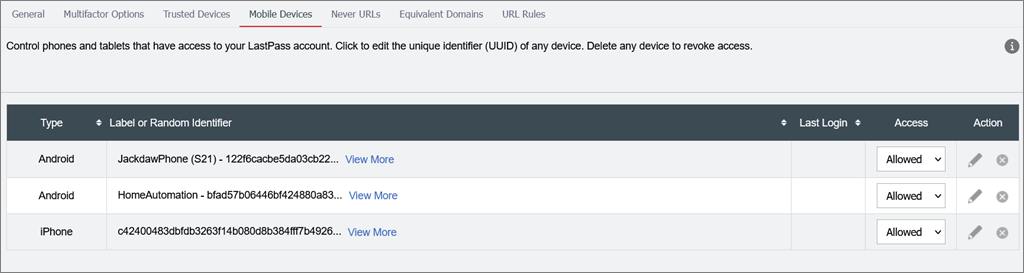 General Multifactor Options Trusted Devices Mobile Devices Never URLs Equivalent Domains URL Rules
Control phones and tablets that have access to your LastPass account. Click to edit the unique identifier (UUID) of any device. Delete any device to revoke access.
Type Label or Random Identifier Last Login Access Action
Android JackdawPhone (S21) - 122f6cacbe5da03cb22... View More Allowed
Android HomeAutomation - bfad57b06446bf424880a83... View More Allowed
iPhone c42400483dbfdb3263f14b080d8b384fff7b4926... View More Allowed